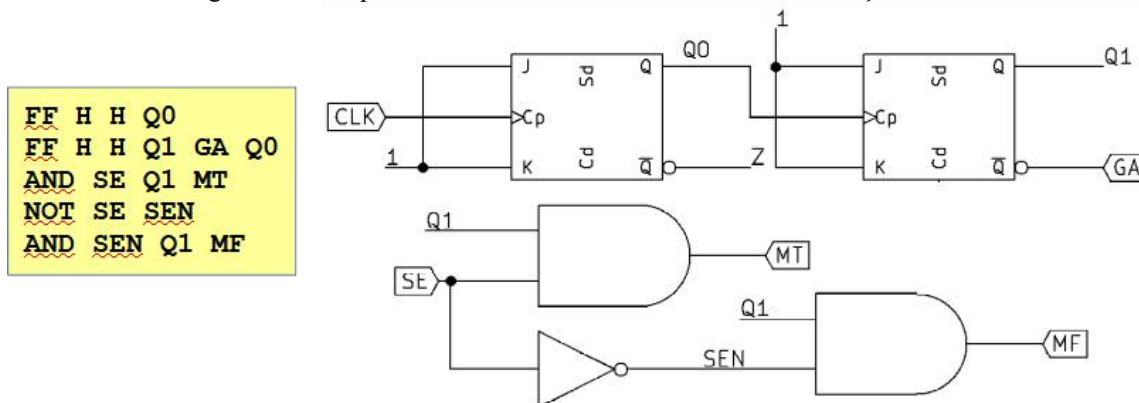 FF H H Q0
FF H H Q1 GA Q0
AND SE Q1 MT
NOT SE SEN
AND SEN Q1 MF
1
Q0
Q1
J Sd Q
J Sd Q
CLK
Cp
Cp
1
K Cd Q
Z
K Cd Q
GA
Q1
MT
SE
Q1
SEN
MF